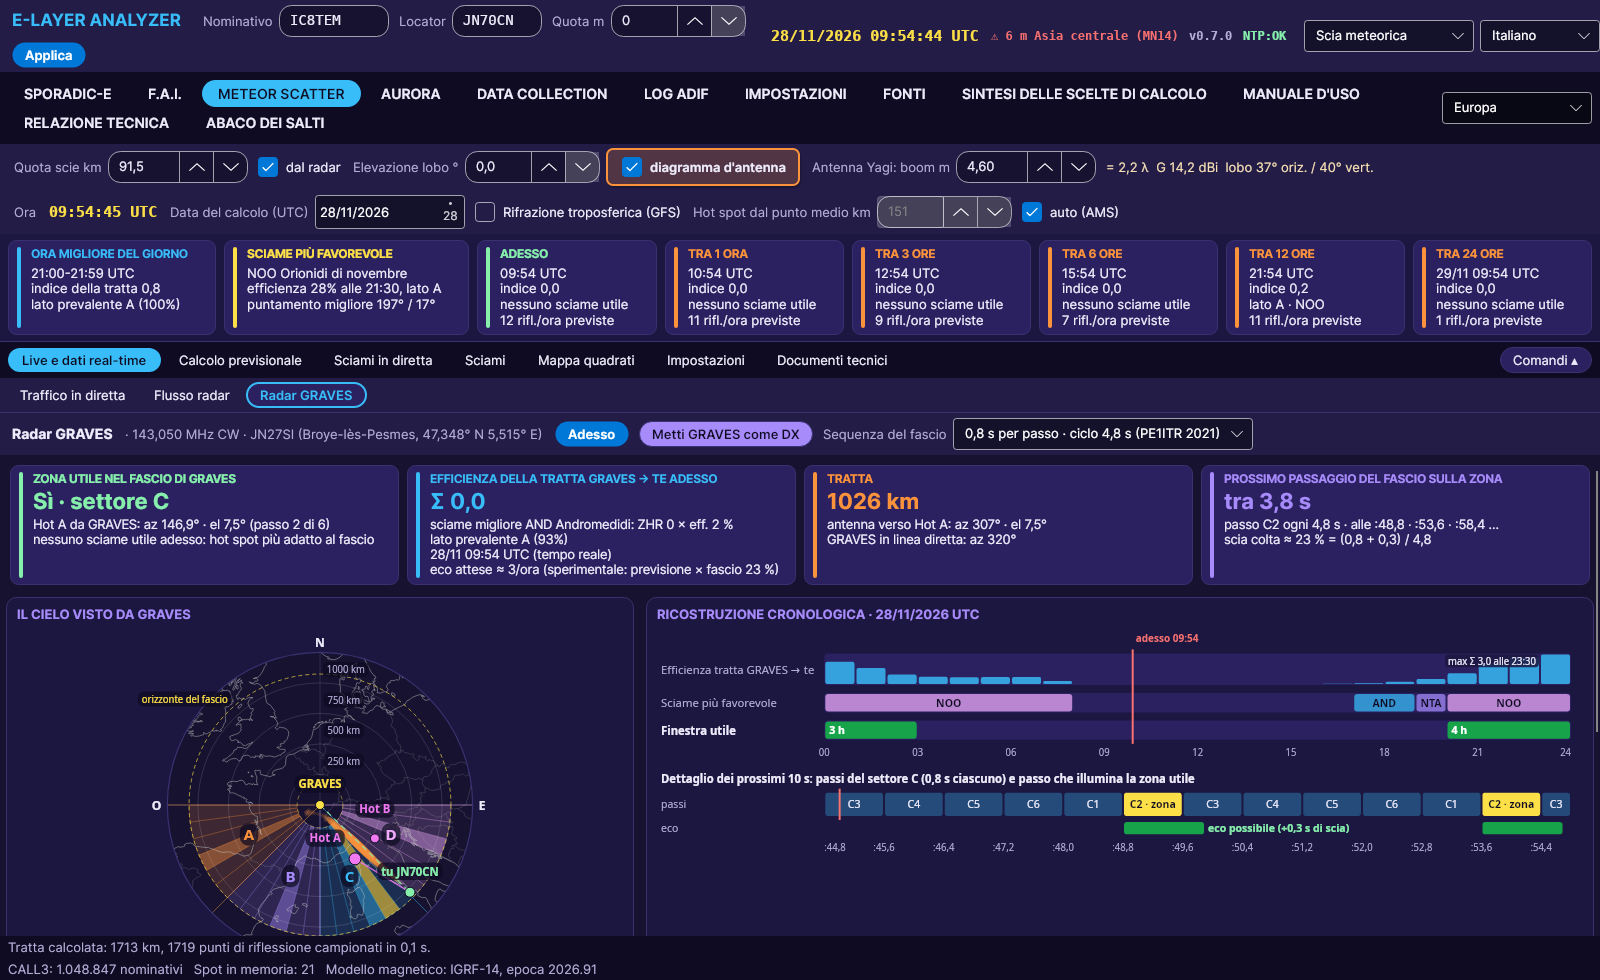 E-LAYER ANALYZER Nominativo IC8TEM Locator JN70CN Quota m 0
28/11/2026 09:54:44 UTC ⚠ 6 m Asia centrale (MN14) v0.7.0 NTP:OK Scia meteorica Italiano
Applica
SPORADIC-E F.A.I. METEOR SCATTER AURORA DATA COLLECTION LOG ADIF IMPOSTAZIONI FONTI SINTESI DELLE SCELTE DI CALCOLO MANUALE D'USO
RELAZIONE TECNICA ABACO DEI SALTI
Europa
Quota scie km 91,5 dal radar Elevazione lobo ° 0,0 diagramma d'antenna Antenna Yagi: boom m 4,60 = 2,2 λ G 14,2 dBi lobo 37° oriz. / 40° vert.
Ora 09:54:45 UTC Data del calcolo (UTC) 28/11/2026 28 Rifrazione troposferica (GFS) Hot spot dal punto medio km 151 auto (AMS)
ORA MIGLIORE DEL GIORNO
21:00-21:59 UTC
indice della tratta 0,8
lato prevalente A (100%)
SCIAME PIÙ FAVOREVOLE
NOO Orionidi di novembre
efficienza 28% alle 21:30, lato A
puntamento migliore 197° / 17°
ADESSO
09:54 UTC
indice 0,0
nessuno sciame utile
12 rifl./ora previste
TRA 1 ORA
10:54 UTC
indice 0,0
nessuno sciame utile
11 rifl./ora previste
TRA 3 ORE
12:54 UTC
indice 0,0
nessuno sciame utile
9 rifl./ora previste
TRA 6 ORE
15:54 UTC
indice 0,0
nessuno sciame utile
7 rifl./ora previste
TRA 12 ORE
21:54 UTC
indice 0,2
lato A · NOO
11 rifl./ora previste
TRA 24 ORE
29/11 09:54 UTC
indice 0,0
nessuno sciame utile
1 rifl./ora previste
Live e dati real-time Calcolo previsionale Sciami in diretta Sciami Mappa quadrati Impostazioni Documenti tecnici Comandi ▴
Traffico in diretta Flusso radar Radar GRAVES
Radar GRAVES · 143,050 MHz CW · JN27SI (Broye-lès-Pesmes, 47,348° N 5,515° E) Adesso Metti GRAVES come DX Sequenza del fascio 0,8 s per passo · ciclo 4,8 s (PE1ITR 2021)
ZONA UTILE NEL FASCIO DI GRAVES
Sì · settore C
Hot A da GRAVES: az 146,9° · el 7,5° (passo 2 di 6)
nessuno sciame utile adesso: hot spot più adatto al fascio
EFFICIENZA DELLA TRATTA GRAVES → TE ADESSO
Σ 0,0
sciame migliore AND Andromedidi: ZHR 0 × eff. 2 %
lato prevalente A (93%)
28/11 09:54 UTC (tempo reale)
eco attese ≈ 3/ora (sperimentale: previsione × fascio 23 %)
TRATTA
1026 km
antenna verso Hot A: az 307° · el 7,5°
GRAVES in linea diretta: az 320°
PROSSIMO PASSAGGIO DEL FASCIO SULLA ZONA
tra 3,8 s
passo C2 ogni 4,8 s · alle :48,8 · :53,6 · :58,4 ...
scia colta ≈ 23 % = (0,8 + 0,3) / 4,8
IL CIELO VISTO DA GRAVES
N
1000 km
orizzonte del fascio
750 km
500 km
250 km
GRAVES
O
E
Hot B
A
Hot A
D
B
C
tu JN70CN
RICOSTRUZIONE CRONOLOGICA · 28/11/2026 UTC
adesso 09:54
Efficienza tratta GRAVES → te
max Σ 3,0 alle 23:30
Sciame più favorevole NOO AND NTA NOO
Finestra utile 3 h 4 h
00 03 06 09 12 15 18 21 24
Dettaglio dei prossimi 10 s: passi del settore C (0,8 s ciascuno) e passo che illumina la zona utile
passi C3 C4 C5 C6 C1 C2 · zona C3 C4 C5 C6 C1 C2 · zona C3
eco eco possibile (+0,3 s di scia)
:44,8 :45,6 :46,4 :47,2 :48,0 :48,8 :49,6 :50,4 :51,2 :52,0 :52,8 :53,6 :54,4
Tratta calcolata: 1713 km, 1719 punti di riflessione campionati in 0,1 s.
CALL3: 1.048.847 nominativi Spot in memoria: 21 Modello magnetico: IGRF-14, epoca 2026.91